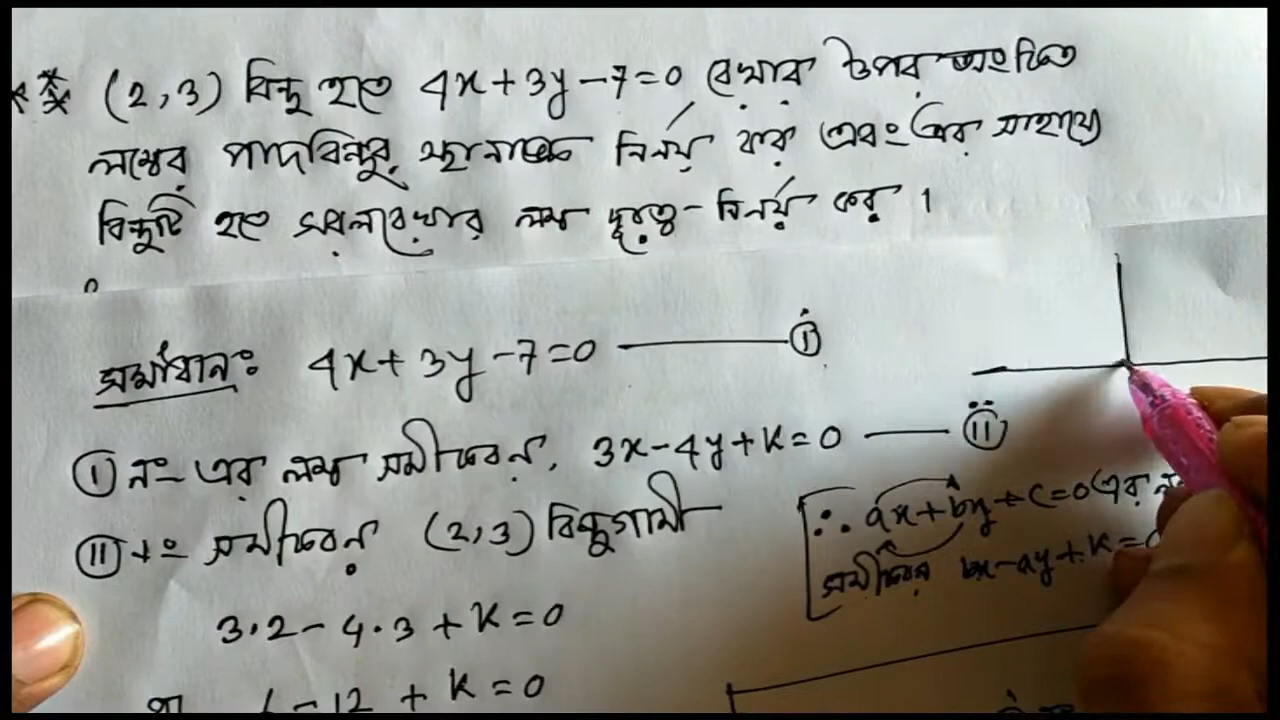 (2,3) বিন্দু হতে 4x+3y-7=0 রেখার উপর অংকিত
লম্বের পাদবিন্দুর স্থানাংক নির্ণয় কর এবং এর সাহায্যে
বিন্দুটি হতে সরলরেখার লম্ব দূরত্ব নির্ণয় কর।
সমাধানঃ 4x+3y-7=0 ——— (i)
(i) নং এর লম্ব সমীকরণ, 3x-4y+k=0 —— (ii)
(ii) নং সমীকরণ (2,3) বিন্দুগামী
∴ ax+by+c=0 এর
সমীকরণ bx-ay+k=0
3·2-4·3+k=0
-12+k=0